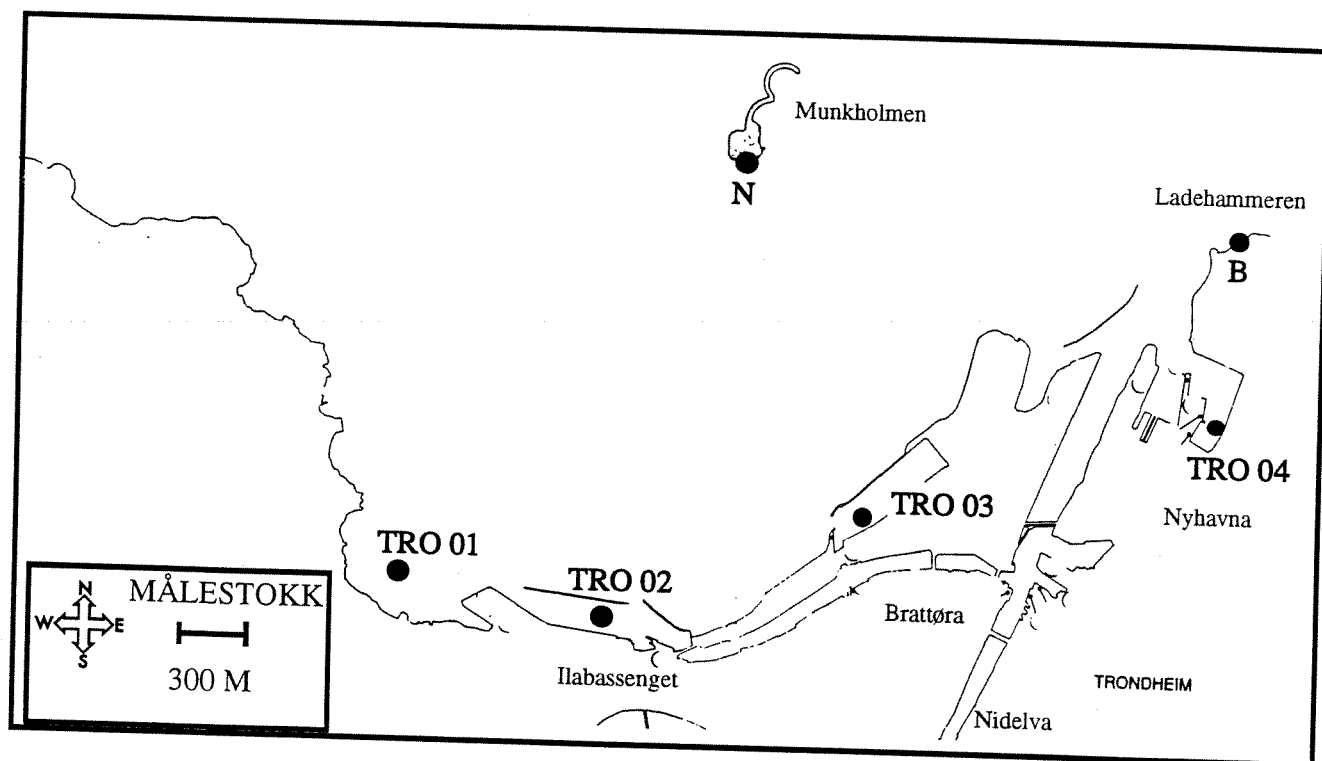 Munkholmen
N
Ladehammeren
B
TRO 04
TRO 03
Nyhavna
TRO 01
TRO 02
N
MÅLESTOKK
W
E
S
300 M
Brattøra
Ilabassenget
TRONDHEIM
Nidelva